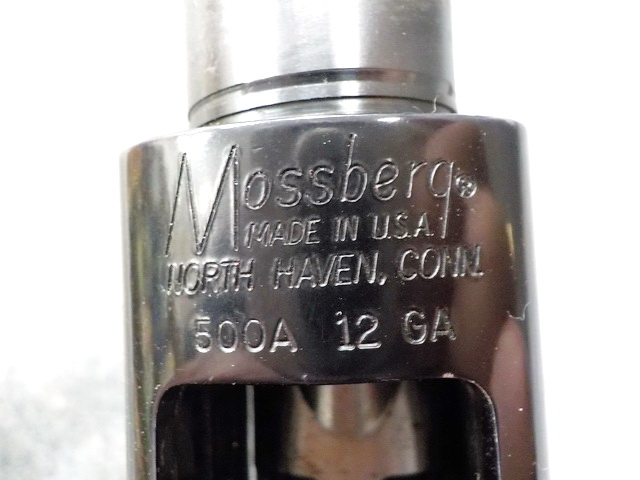 Mossberg®
MADE IN U.S.A.
NORTH HAVEN, CONN.
500A 12 GA